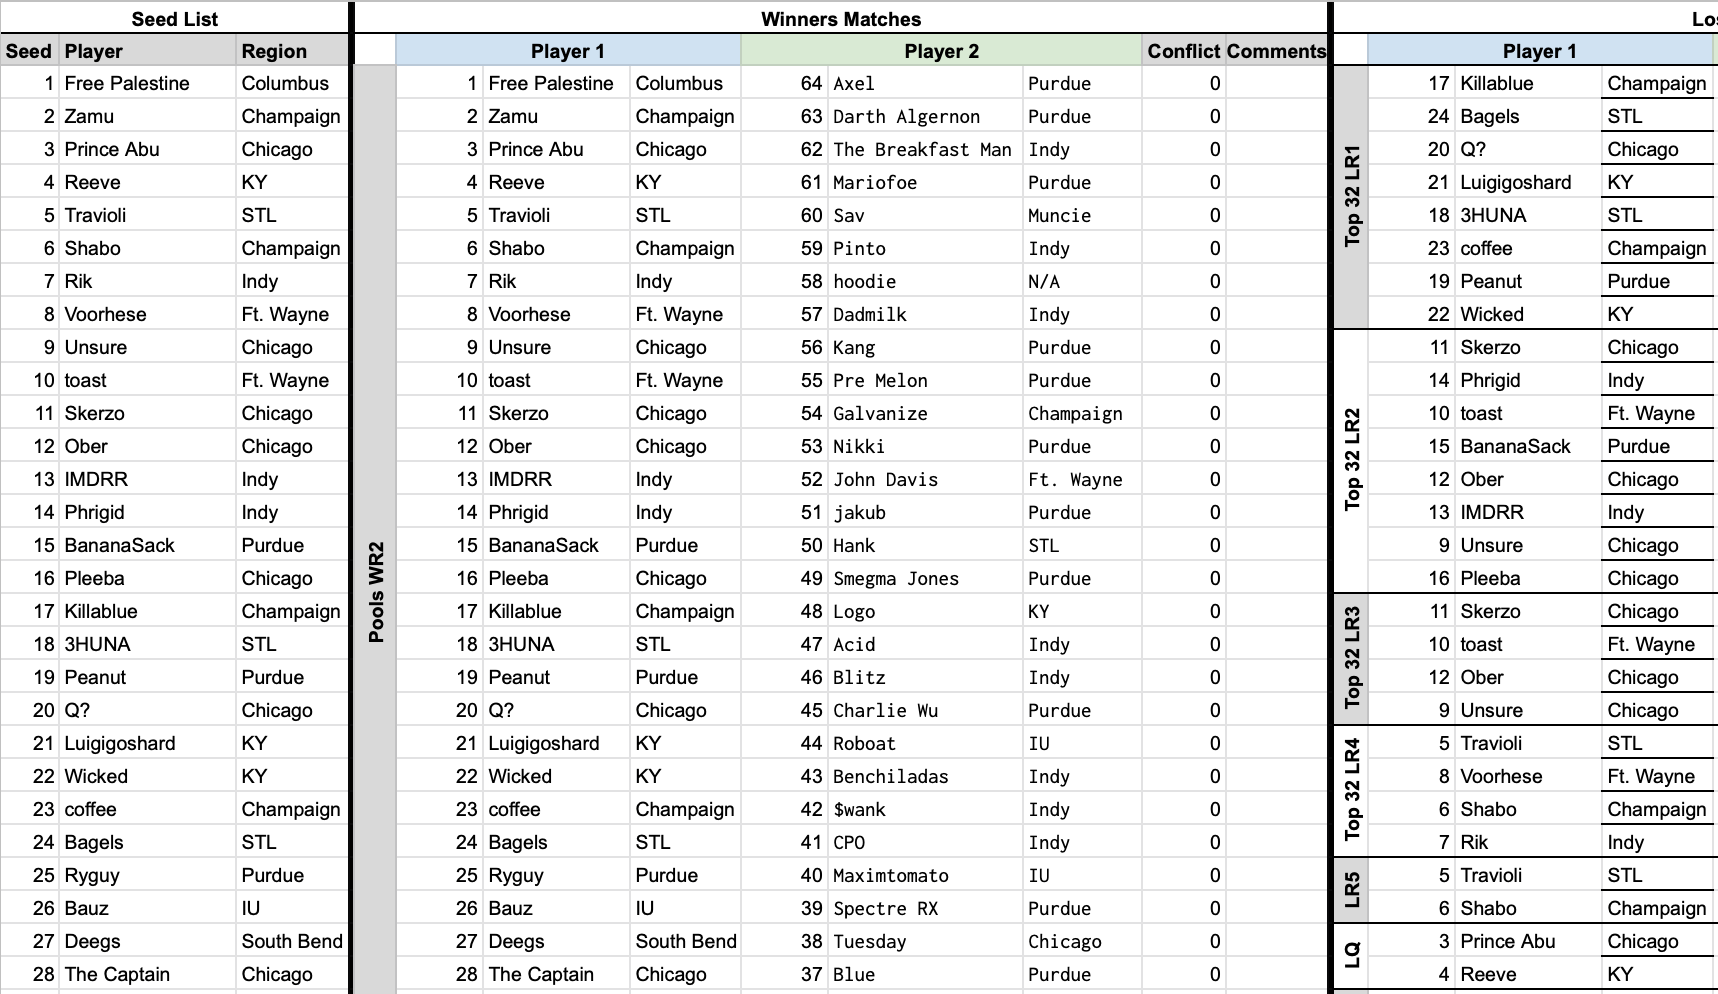 Seed List Winners Matches
Seed Player Region Player 1 Player 2 Conflict Comments Player 1
1 Free Palestine Columbus 1 Free Palestine Columbus 64 Axel Purdue 0 17 Killablue Champaign
2 Zamu Champaign 2 Zamu Champaign 63 Darth Algernon Purdue 0 24 Bagels STL
3 Prince Abu Chicago 3 Prince Abu Chicago 62 The Breakfast Man Indy 0 20 Q? Chicago
4 Reeve KY 4 Reeve KY 61 Mariofoe Purdue 0 21 Luigigoshard KY
5 Travioli STL 5 Travioli STL 60 Sav Muncie 0 18 3HUNA STL
6 Shabo Champaign 6 Shabo Champaign 59 Pinto Indy 0 23 coffee Champaign
7 Rik Indy 7 Rik Indy 58 hoodie N/A 0 19 Peanut Purdue
8 Voorhese Ft. Wayne 8 Voorhese Ft. Wayne 57 Dadmilk Indy 0 22 Wicked KY
Top 32 LR1
9 Unsure Chicago 9 Unsure Chicago 56 Kang Purdue 0 11 Skerzo Chicago
10 toast Ft. Wayne 10 toast Ft. Wayne 55 Pre Melon Purdue 0 14 Phrigid Indy
11 Skerzo Chicago 11 Skerzo Chicago 54 Galvanize Champaign 0 10 toast Ft. Wayne
12 Ober Chicago 12 Ober Chicago 53 Nikki Purdue 0 15 BananaSack Purdue
13 IMDRR Indy 13 IMDRR Indy 52 John Davis Ft. Wayne 0 12 Ober Chicago
14 Phrigid Indy 14 Phrigid Indy 51 jakub Purdue 0 13 IMDRR Indy
15 BananaSack Purdue 15 BananaSack Purdue 50 Hank STL 0 9 Unsure Chicago
16 Pleeba Chicago 16 Pleeba Chicago 49 Smegma Jones Purdue 0 16 Pleeba Chicago
Top 32 LR2
Pools WR2
17 Killablue Champaign 17 Killablue Champaign 48 Logo KY 0 11 Skerzo Chicago
18 3HUNA STL 18 3HUNA STL 47 Acid Indy 0 10 toast Ft. Wayne
19 Peanut Purdue 19 Peanut Purdue 46 Blitz Indy 0 12 Ober Chicago
20 Q? Chicago 20 Q? Chicago 45 Charlie Wu Purdue 0 9 Unsure Chicago
Top 32 LR3
21 Luigigoshard KY 21 Luigigoshard KY 44 Roboat IU 0 5 Travioli STL
22 Wicked KY 22 Wicked KY 43 Benchiladas Indy 0 8 Voorhese Ft. Wayne
23 coffee Champaign 23 coffee Champaign 42 $wank Indy 0 6 Shabo Champaign
24 Bagels STL 24 Bagels STL 41 CPO Indy 0 7 Rik Indy
Top 32 LR4
25 Ryguy Purdue 25 Ryguy Purdue 40 Maximtomato IU 0 5 Travioli STL
26 Bauz IU 26 Bauz IU 39 Spectre RX Purdue 0 6 Shabo Champaign
LR5
27 Deegs South Bend 27 Deegs South Bend 38 Tuesday Chicago 0 3 Prince Abu Chicago
28 The Captain Chicago 28 The Captain Chicago 37 Blue Purdue 0 4 Reeve KY
LQ